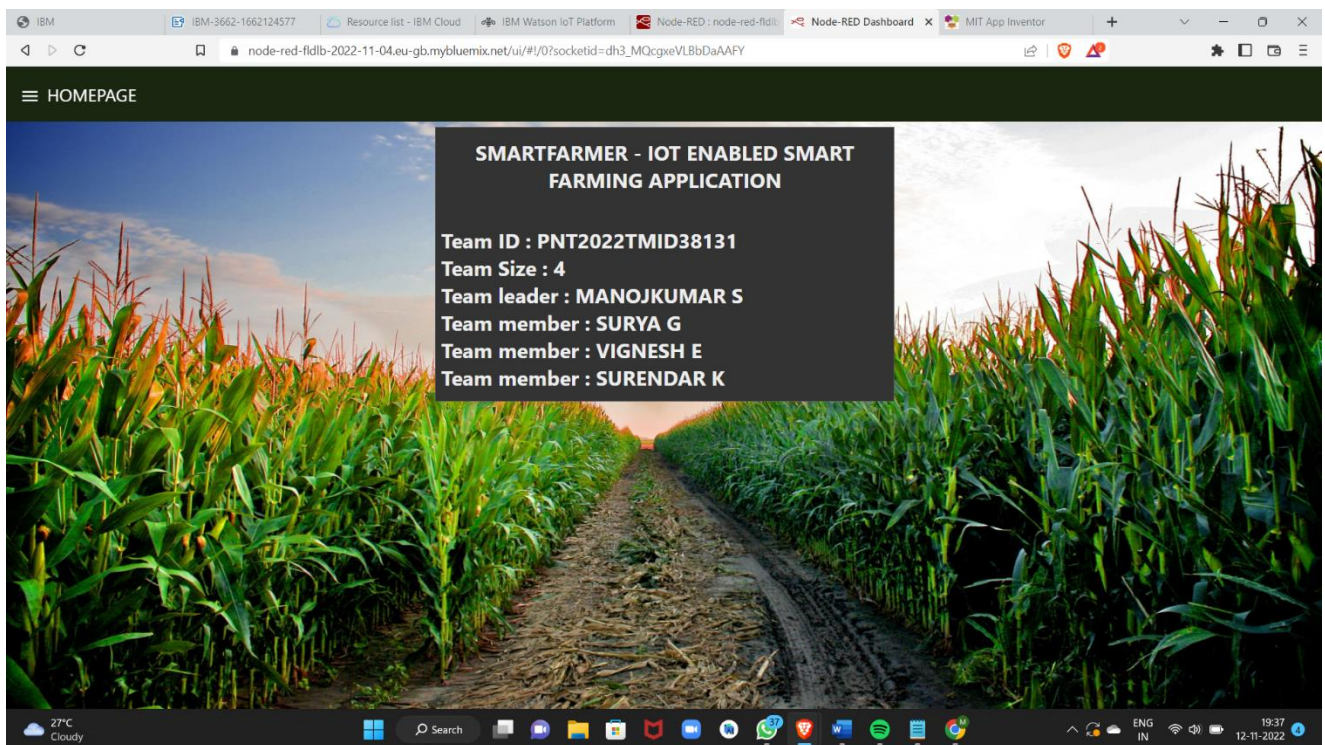 IBM
IBM-3662-1662124577
Resource list - IBM Cloud
IBM Watson IoT Platform
Node-RED : node-red-fldlb
Node-RED Dashboard
MIT App Inventor
node-red-fldlb-2022-11-04.eu-gb.mybluemix.net/ui/#!/0?socketid=dh3_MQcgxeVLBbDaAAFY
HOMEPAGE
SMARTFARMER - IOT ENABLED SMART
FARMING APPLICATION
Team ID : PNT2022TMID38131
Team Size : 4
Team leader : MANOJKUMAR S
Team member : SURYA G
Team member : VIGNESH E
Team member : SURENDAR K
27°C
Cloudy
Search
37
ENG
IN
19:37
12-11-2022
4